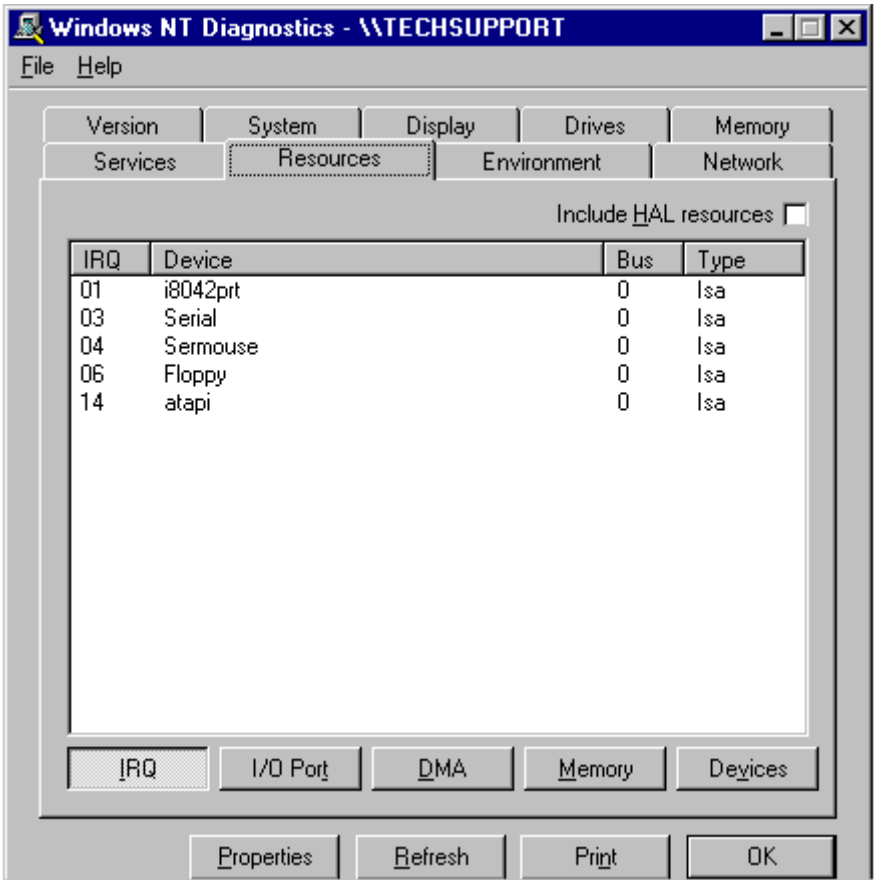 Windows NT Diagnostics - \\TECHSUPPORT
File Help
Version System Display Drives Memory
Services Resources Environment Network
Include HAL resources
IRQ Device Bus Type
01 i8042prt 0 Isa
03 Serial 0 Isa
04 Sermouse 0 Isa
06 Floppy 0 Isa
14 atapi 0 Isa
IRQ I/O Port DMA Memory Devices
Properties Refresh Print OK